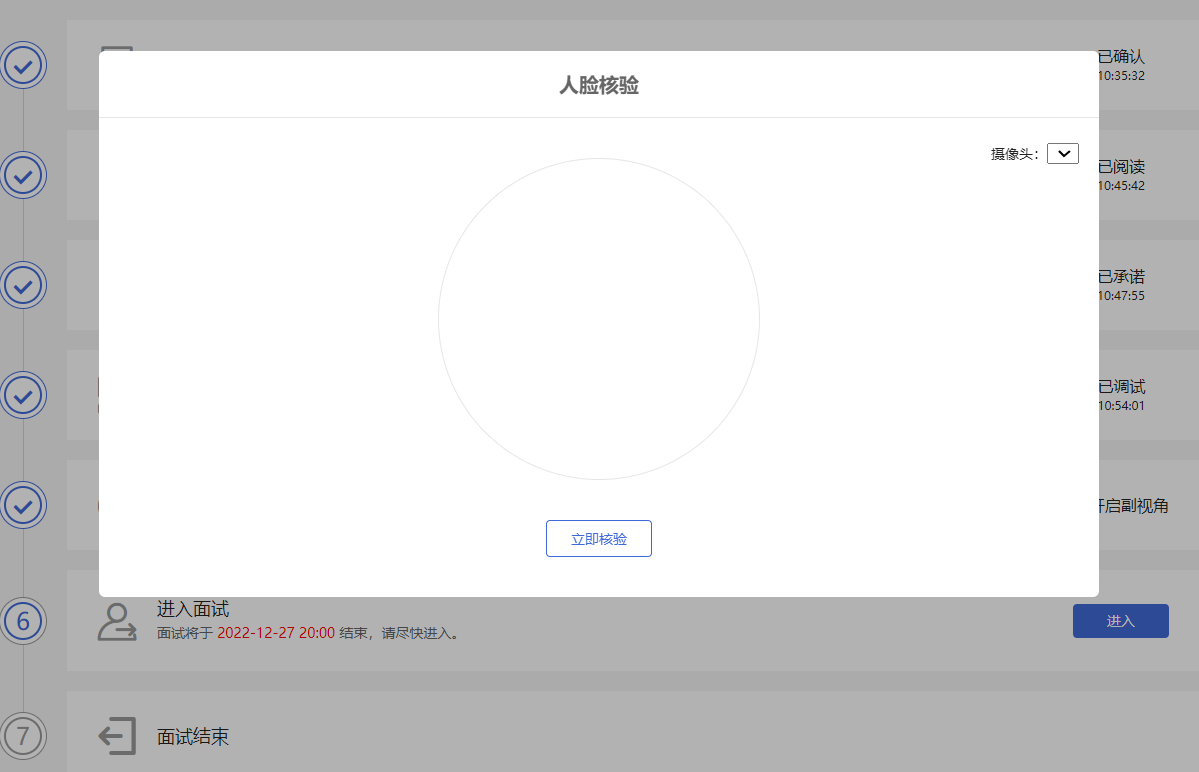 人脸核验
摄像头：
立即核验
已确认
10:35:32
已阅读
10:45:42
已承诺
10:47:55
已调试
10:54:01
开启副视角
6
进入面试
面试将于 2022-12-27 20:00 结束，请尽快进入。
进入
7
面试结束